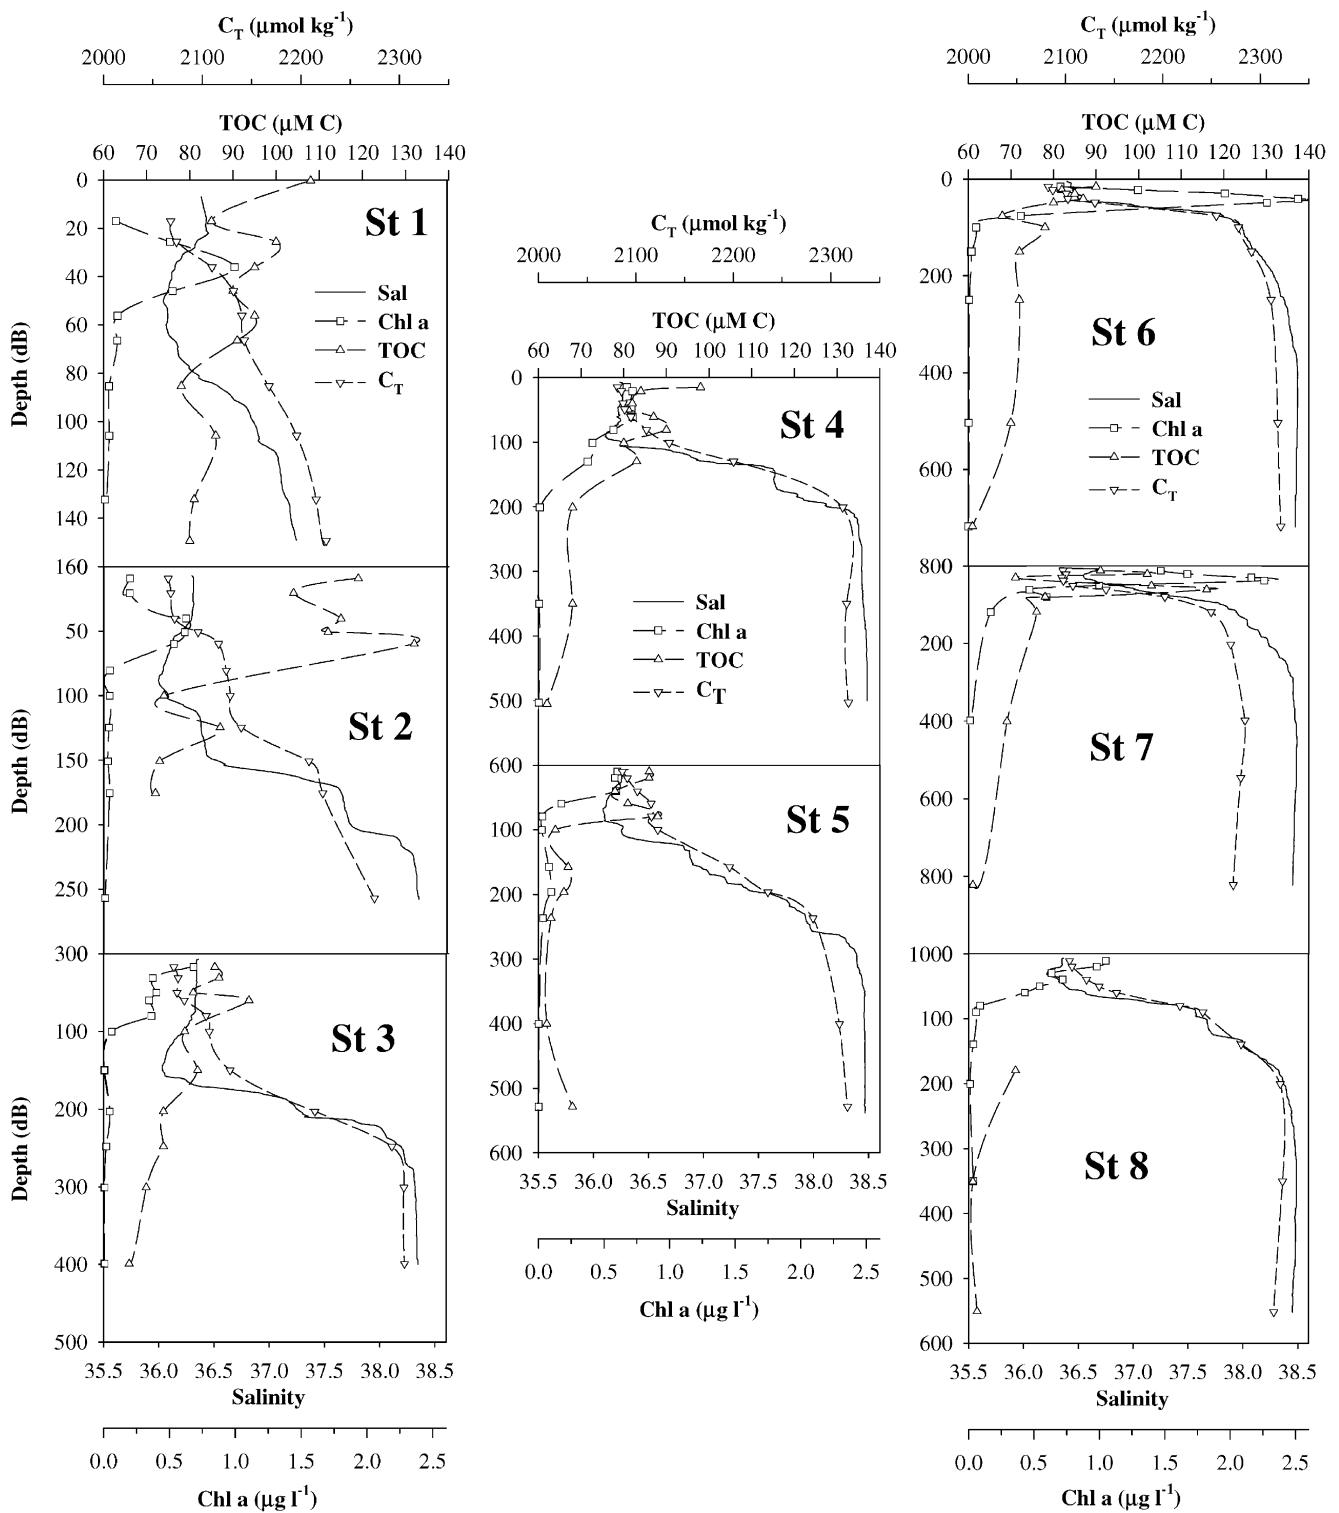 C_T (μmol kg⁻¹)
2000 2100 2200 2300
TOC (μM C)
60 70 80 90 100 110 120 130 140
0
20
40
60
80
100
120
140
160
Depth (dB)
St 1
Sal
Chl a
TOC
C_T
50
100
150
200
250
300
Depth (dB)
St 2
100
200
300
400
500
Depth (dB)
St 3
35.5 36.0 36.5 37.0 37.5 38.0 38.5
Salinity
0.0 0.5 1.0 1.5 2.0 2.5
Chl a (μg l⁻¹)
C_T (μmol kg⁻¹)
2000 2100 2200 2300
TOC (μM C)
60 70 80 90 100 110 120 130 140
0
100
200
300
400
500
600
St 4
Sal
Chl a
TOC
C_T
100
200
300
400
500
600
St 5
35.5 36.0 36.5 37.0 37.5 38.0 38.5
Salinity
0.0 0.5 1.0 1.5 2.0 2.5
Chl a (μg l⁻¹)
C_T (μmol kg⁻¹)
2000 2100 2200 2300
TOC (μM C)
60 70 80 90 100 110 120 130 140
0
200
400
600
800
St 6
Sal
Chl a
TOC
C_T
200
400
600
800
1000
St 7
100
200
300
400
500
600
St 8
35.5 36.0 36.5 37.0 37.5 38.0 38.5
Salinity
0.0 0.5 1.0 1.5 2.0 2.5
Chl a (μg l⁻¹)